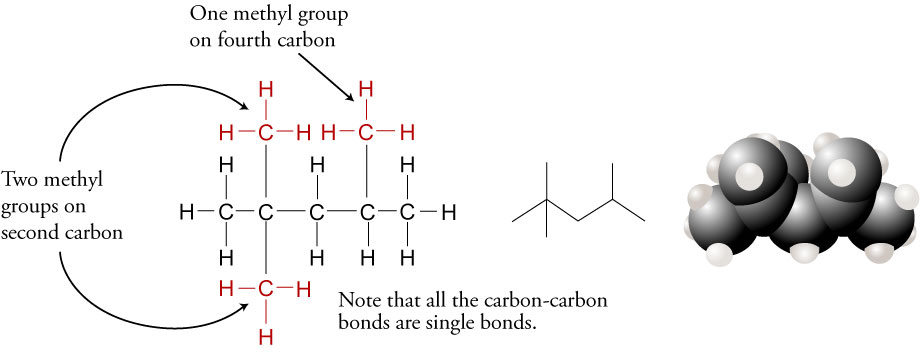 One methyl group
on fourth carbon
H H
H—C—H H—C—H
H H H H
Two methyl
groups on
second carbon
H—C—C—C—C—C—H
H H H H
H—C—H
H
Note that all the carbon-carbon
bonds are single bonds.